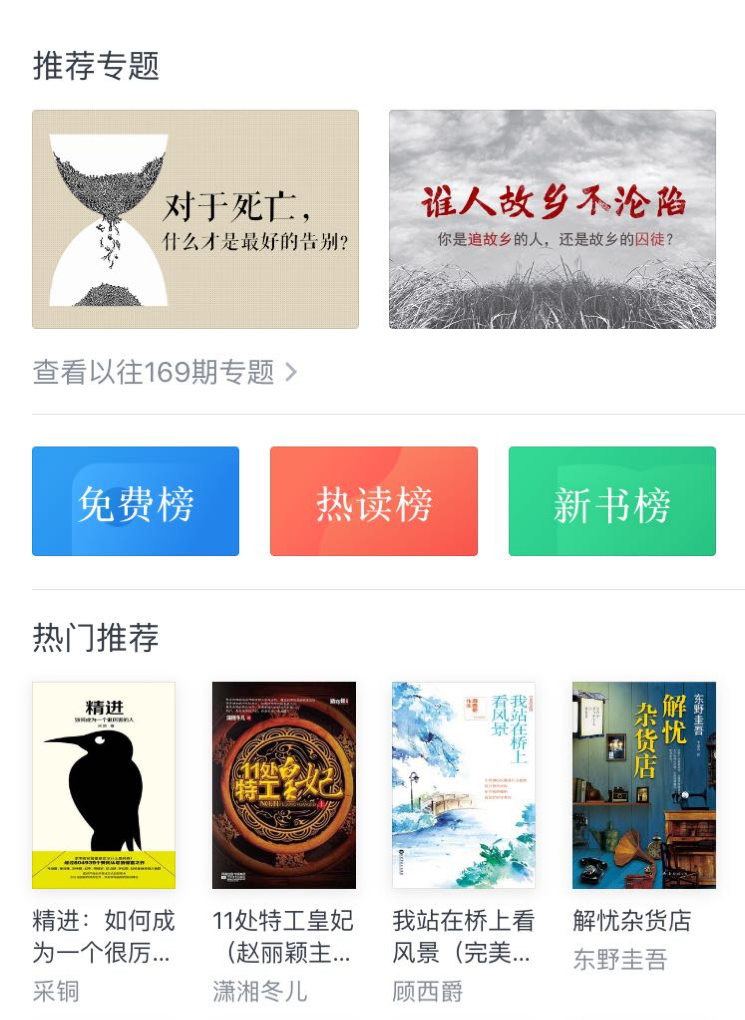 推荐专题
对于死亡，
什么才是最好的告别?
谁人故乡不沦陷
你是追故乡的人，还是故乡的囚徒？
查看以往169期专题
免费榜
热读榜
新书榜
热门推荐
精进
如何成为一个很厉害的人
11处
特工皇妃
潇湘冬儿
我站在桥上
看风景
东野圭吾
解忧
杂货店
精进：如何成
为一个很厉...
采铜
11处特工皇妃
（赵丽颖主...
潇湘冬儿
我站在桥上看
风景（完美...
顾西爵
解忧杂货店
东野圭吾